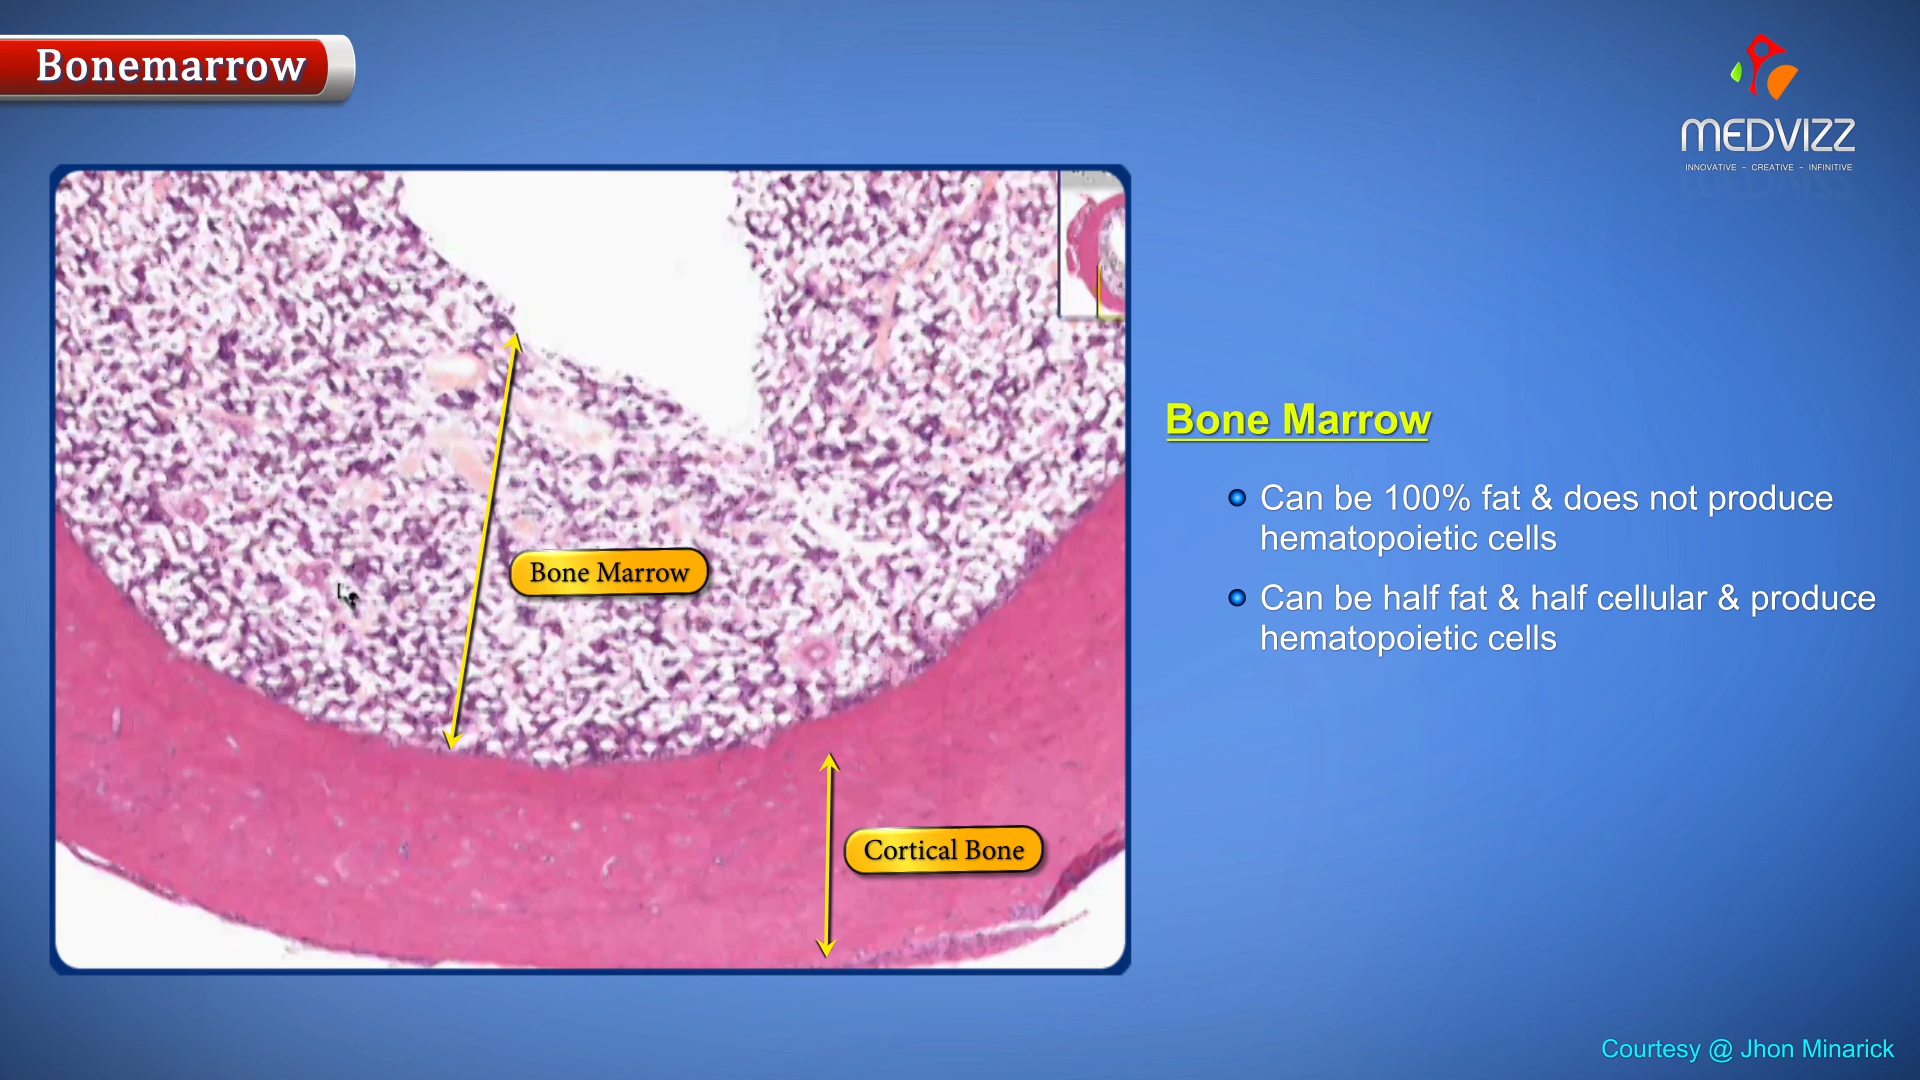 Bonemarrow
MEDVIZZ
INNOVATIVE - CREATIVE - INFINITIVE
Bone Marrow
Cortical Bone
Bone Marrow
Can be 100% fat & does not produce
hematopoietic cells
Can be half fat & half cellular & produce
hematopoietic cells
Courtesy @ Jhon Minarick